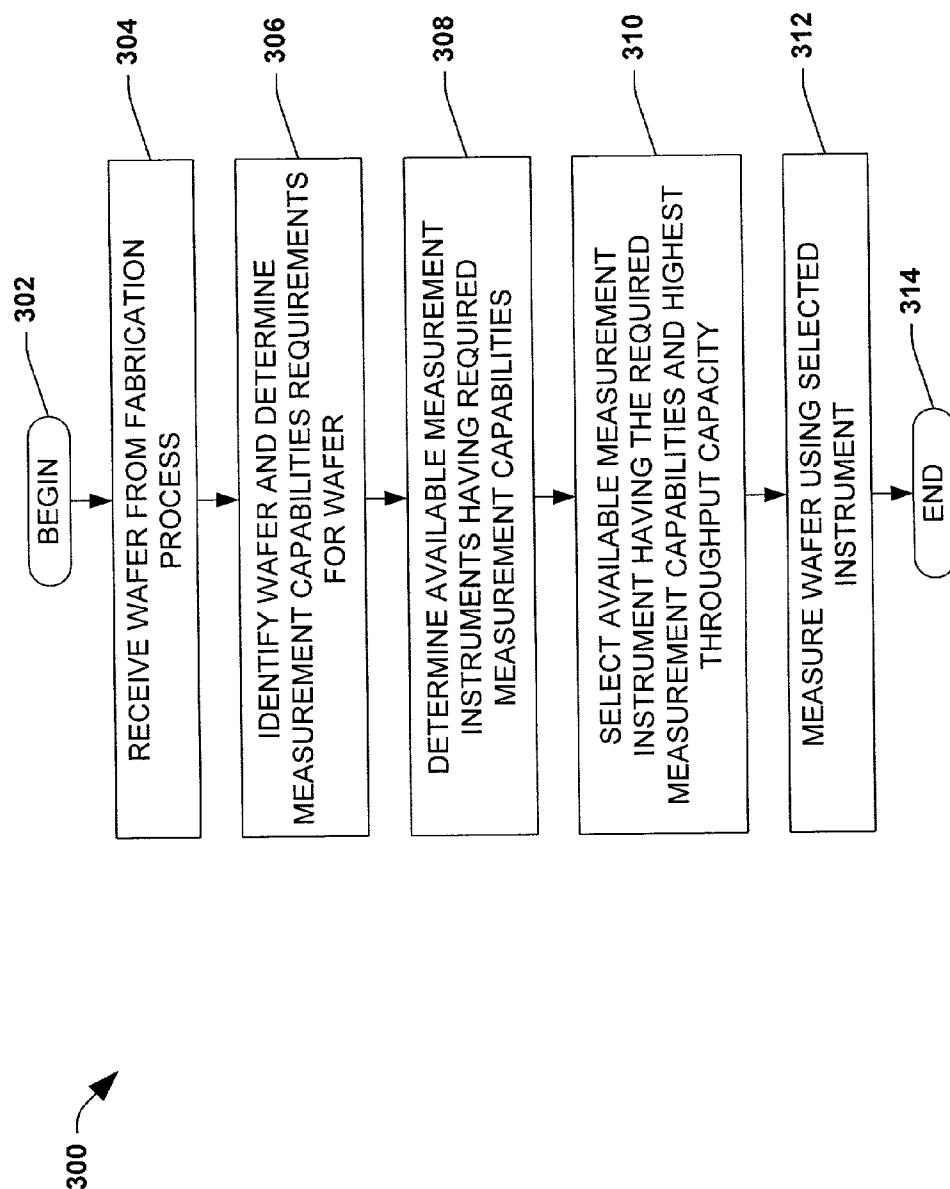 300
BEGIN
302
RECEIVE WAFER FROM FABRICATION
PROCESS
304
IDENTIFY WAFER AND DETERMINE
MEASUREMENT CAPABILITIES REQUIREMENTS
FOR WAFER
306
DETERMINE AVAILABLE MEASUREMENT
INSTRUMENTS HAVING REQUIRED
MEASUREMENT CAPABILITIES
308
SELECT AVAILABLE MEASUREMENT
INSTRUMENT HAVING THE REQUIRED
MEASUREMENT CAPABILITIES AND HIGHEST
THROUGHPUT CAPACITY
310
MEASURE WAFER USING SELECTED
INSTRUMENT
312
END
314